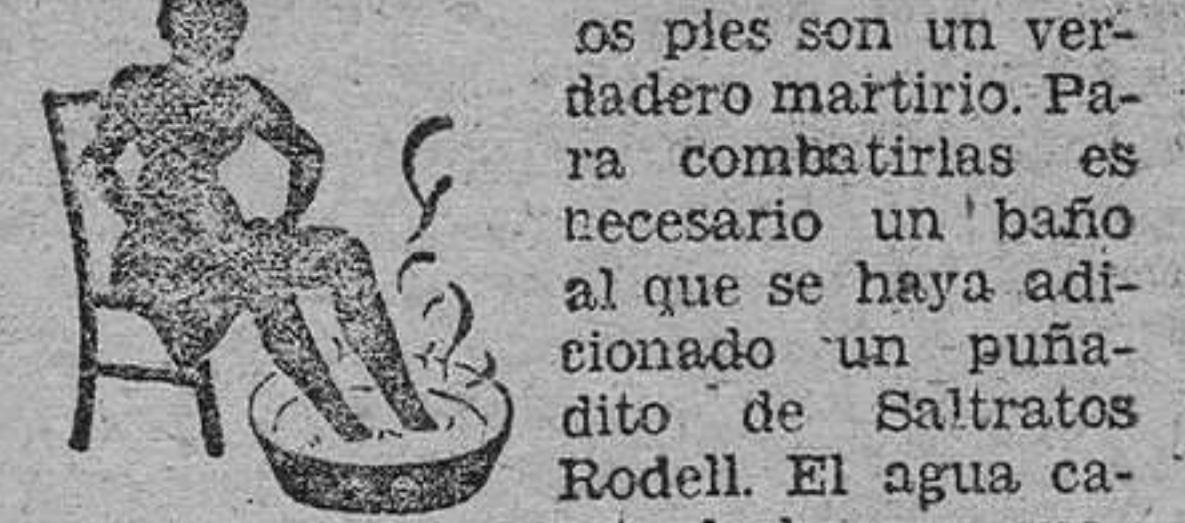 os pies son un ver-
dadero martirio. Pa-
ra combatirlas es
necesario un baño
al que se haya adi-
cionado un puña-
dito de Saltratos
Rodell. El agua ca-